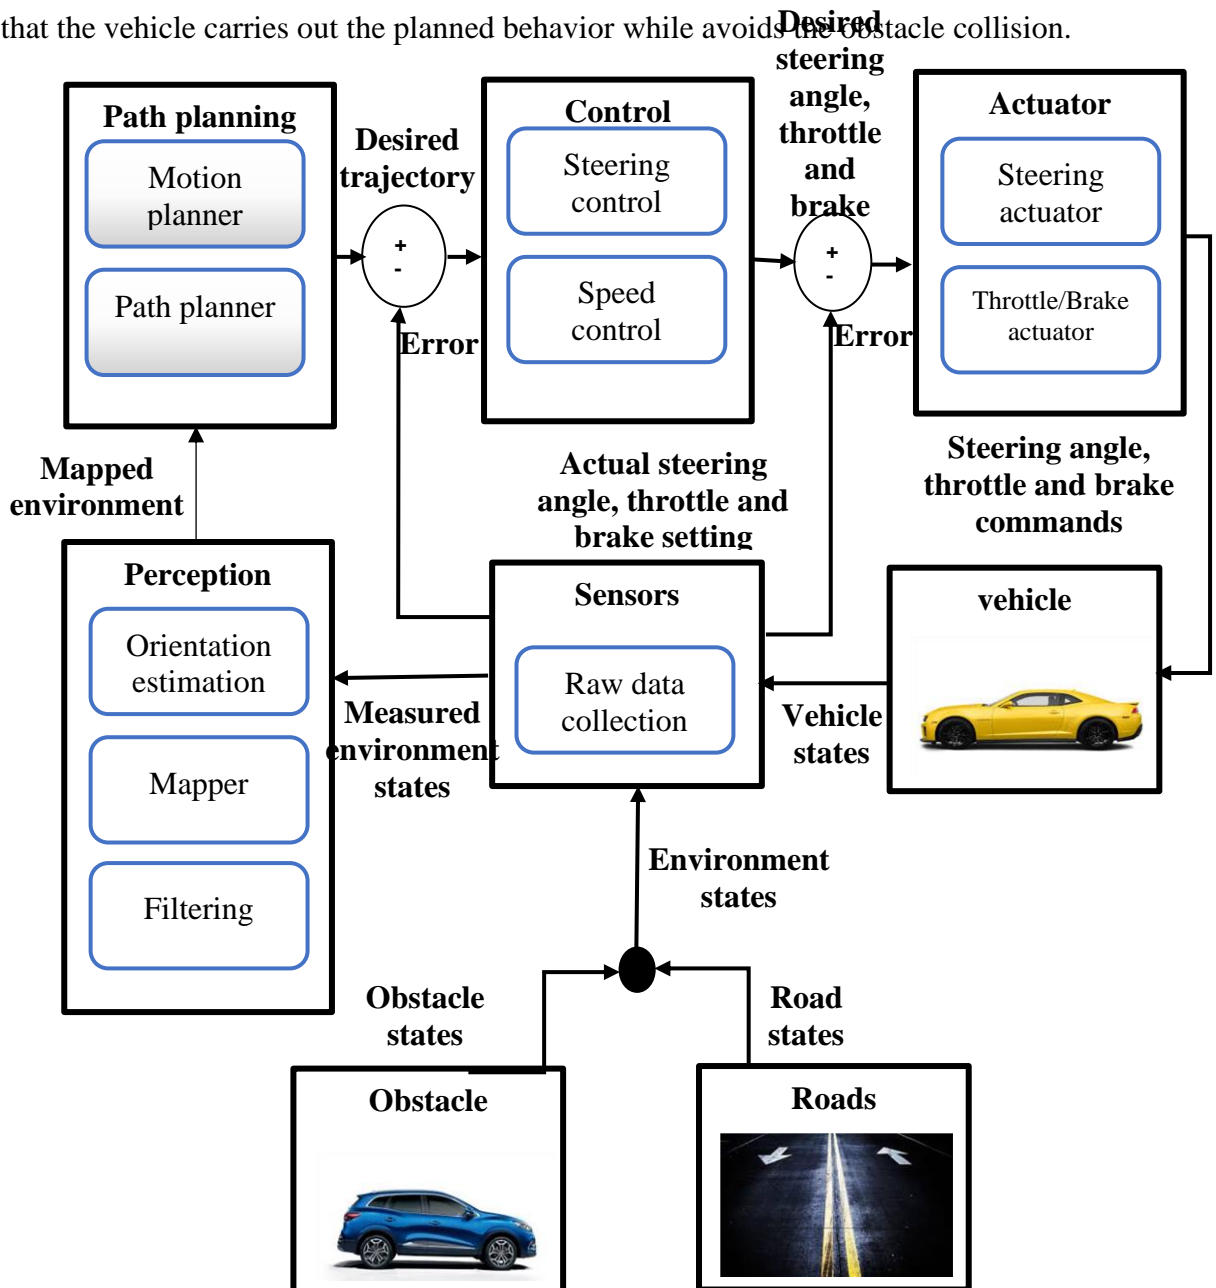 that the vehicle carries out the planned behavior while avoids the obstacle collision.
Path planning
Motion
planner
Path planner
Desired
trajectory
+
-
Error
Control
Steering
control
Speed
control
Desired
steering
angle,
throttle
and
brake
+
-
Error
Actuator
Steering
actuator
Throttle/Brake
actuator
Mapped
environment
Actual steering
angle, throttle and
brake setting
Steering angle,
throttle and brake
commands
Perception
Orientation
estimation
Mapper
Filtering
Measured
environment
states
Sensors
Raw data
collection
Vehicle
states
vehicle
Environment
states
Obstacle
states
Road
states
Obstacle
Roads